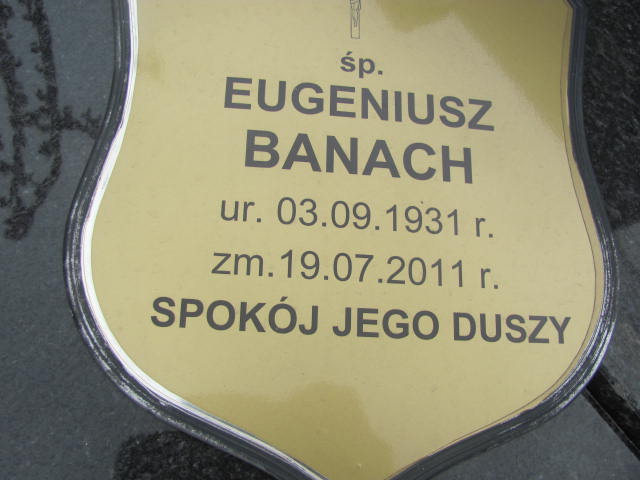 śp.
EUGENIUSZ
BANACH
ur. 03.09.1931 r.
zm.19.07.2011 r.
SPOKÓJ JEGO DUSZY